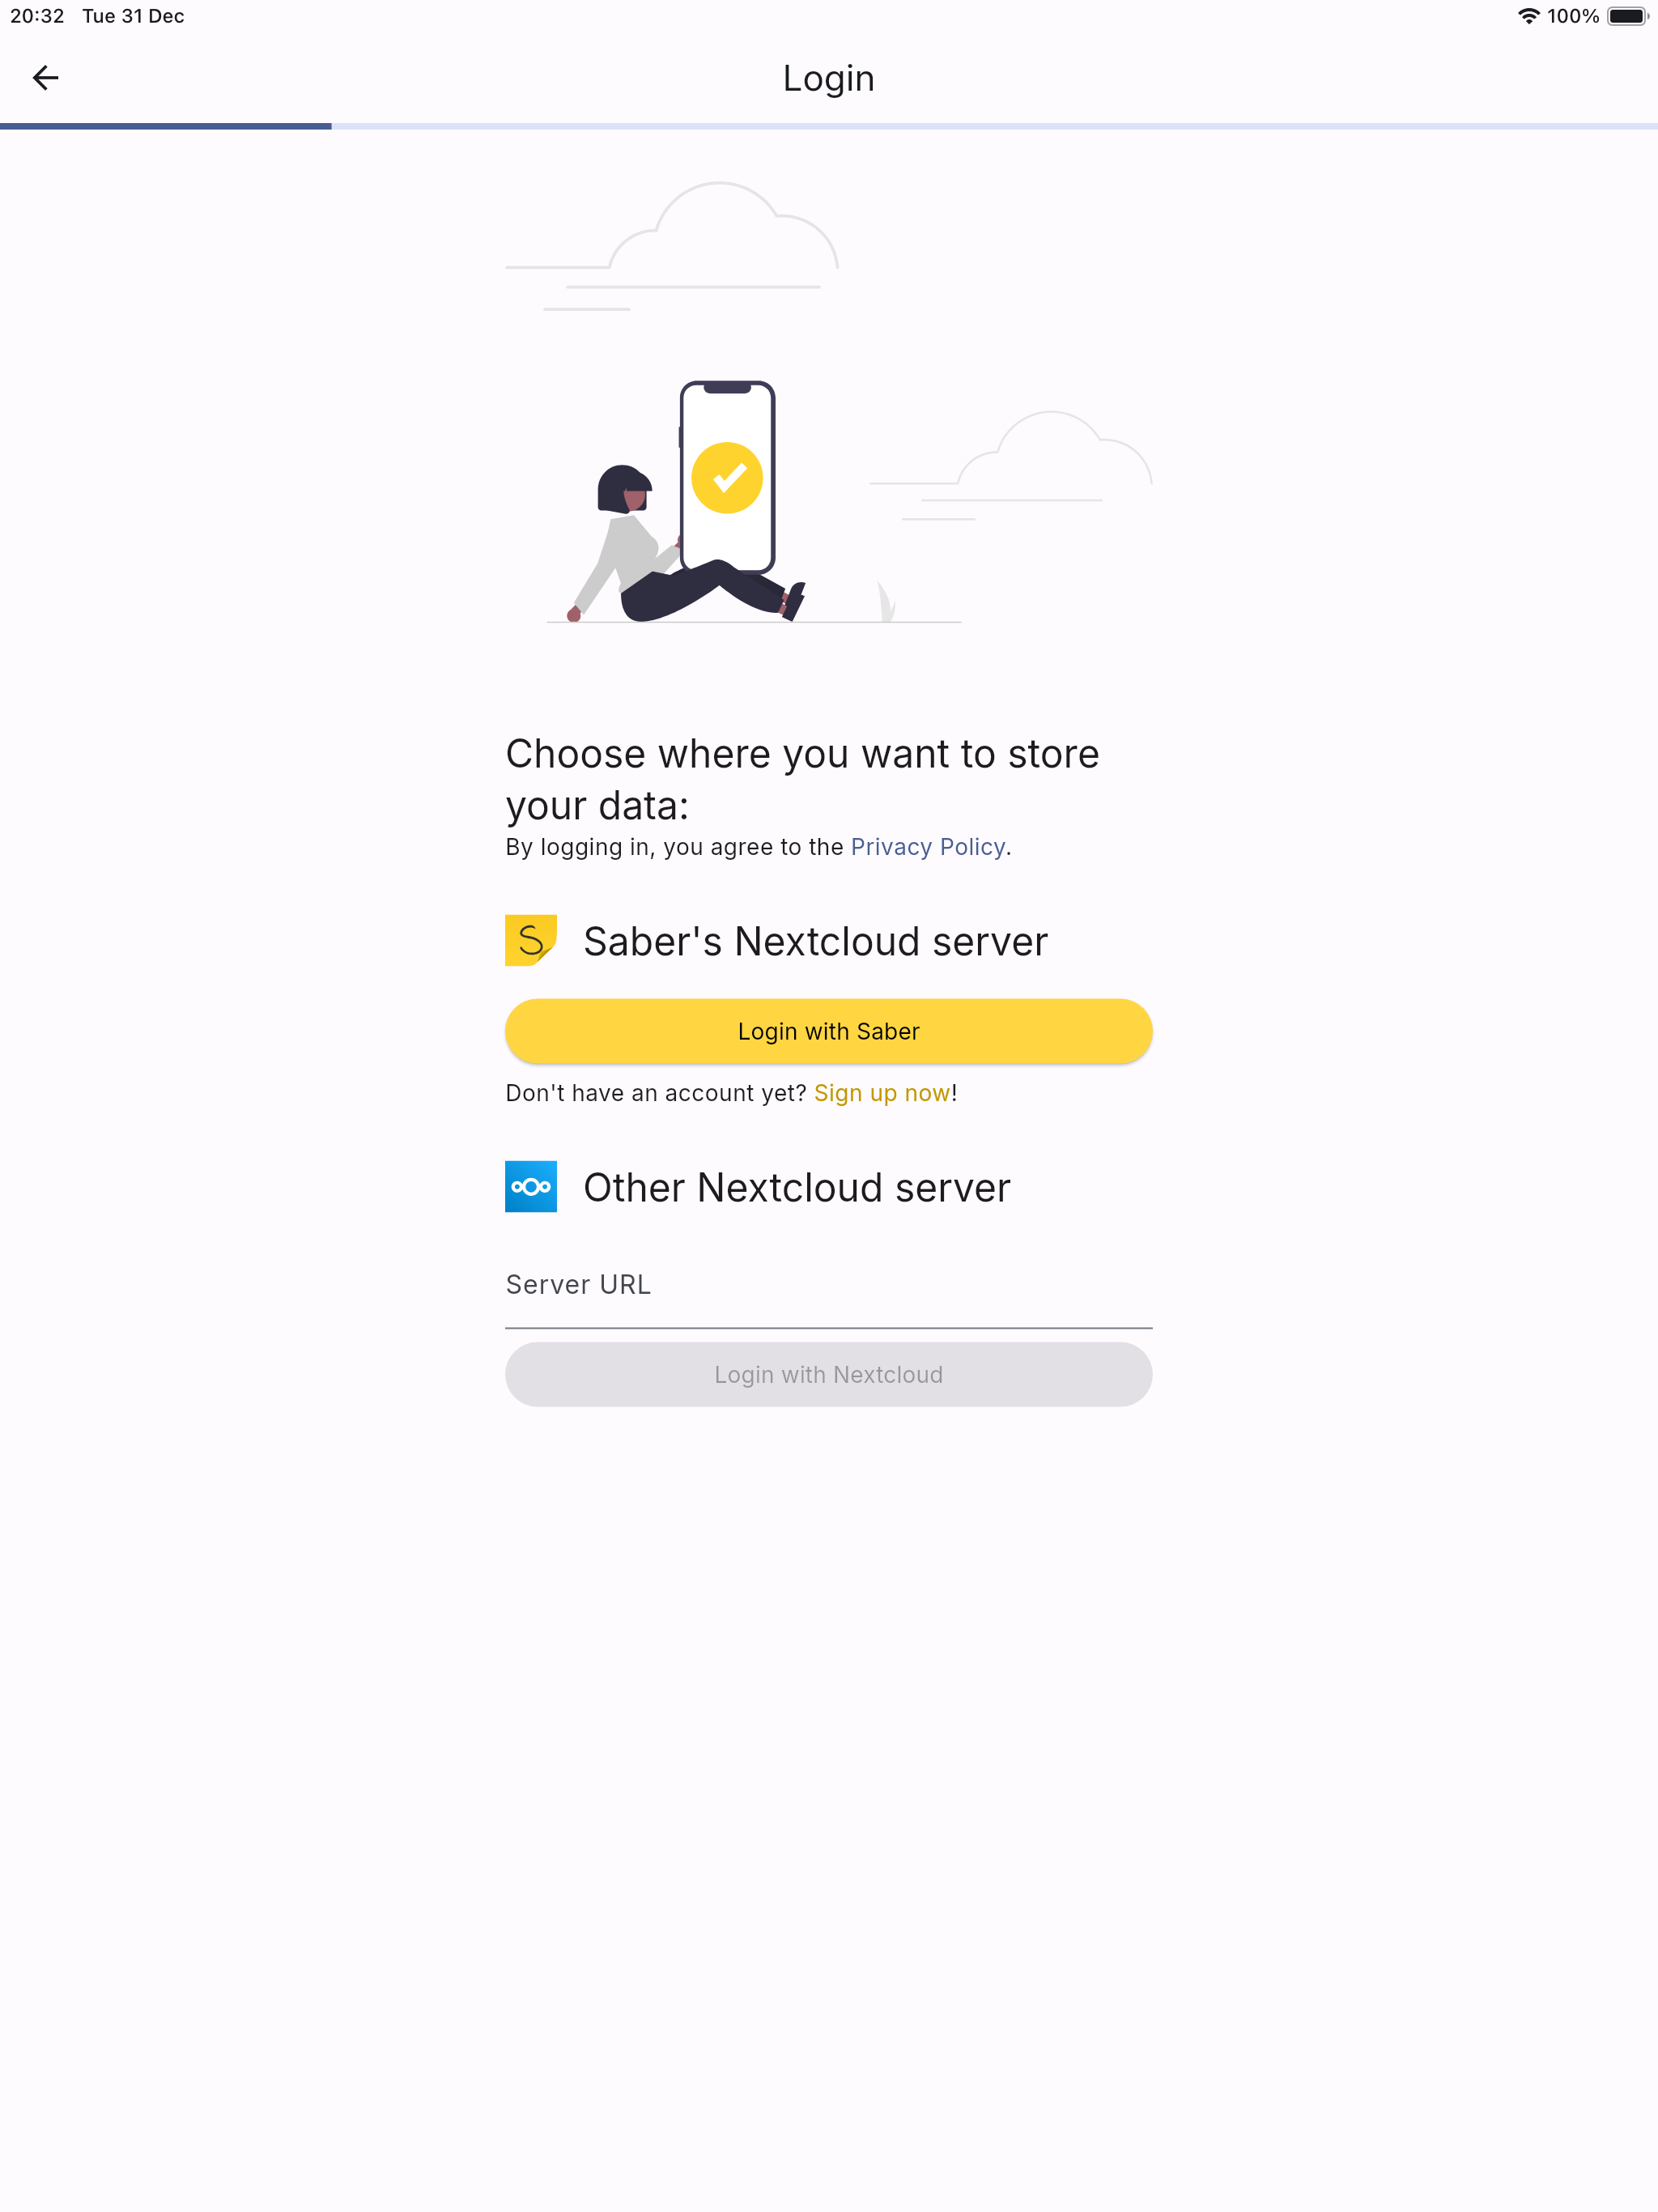 20:32 Tue 31 Dec 100%
Login
Choose where you want to store
your data:
By logging in, you agree to the Privacy Policy.
S
Saber's Nextcloud server
Login with Saber
Don't have an account yet? Sign up now!
Other Nextcloud server
Server URL
Login with Nextcloud